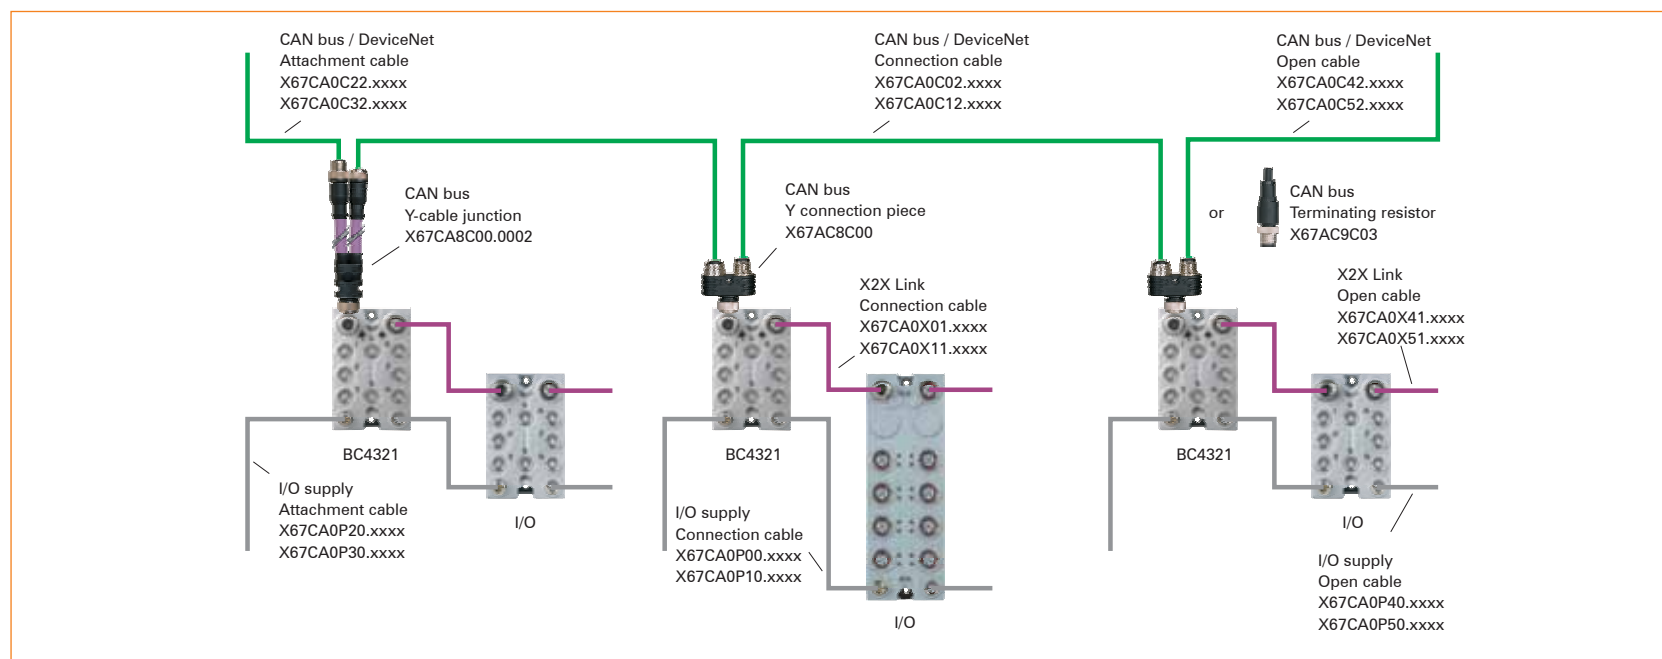 CAN bus / DeviceNet
Attachment cable
X67CA0C22.xxxx
X67CA0C32.xxxx
CAN bus / DeviceNet
Connection cable
X67CA0C02.xxxx
X67CA0C12.xxxx
CAN bus / DeviceNet
Open cable
X67CA0C42.xxxx
X67CA0C52.xxxx
CAN bus
Y-cable junction
X67CA8C00.0002
CAN bus
Y connection piece
X67AC8C00
or
CAN bus
Terminating resistor
X67AC9C03
X2X Link
Connection cable
X67CA0X01.xxxx
X67CA0X11.xxxx
X2X Link
Open cable
X67CA0X41.xxxx
X67CA0X51.xxxx
BC4321
BC4321
BC4321
I/O supply
Attachment cable
X67CA0P20.xxxx
X67CA0P30.xxxx
I/O
I/O supply
Connection cable
X67CA0P00.xxxx
X67CA0P10.xxxx
I/O
I/O
I/O supply
Open cable
X67CA0P40.xxxx
X67CA0P50.xxxx